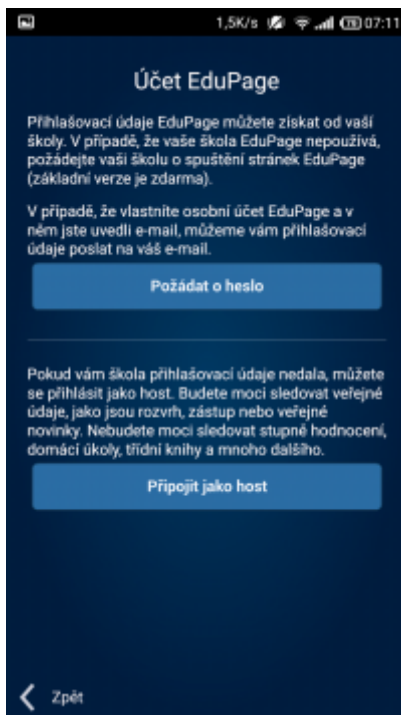 1,5K/s 78 07:11
Účet EduPage
Přihlašovací údaje EduPage můžete získat od vaší
školy. V případě, že vaše škola EduPage nepoužívá,
požádejte vaši školu o spuštění stránek EduPage
(základní verze je zdarma).
V případě, že vlastníte osobní účet EduPage a v
něm jste uvedli e-mail, můžeme vám přihlašovací
údaje poslat na váš e-mail.
Požádat o heslo
Pokud vám škola přihlašovací údaje nedala, můžete
se přihlásit jako host. Budete moci sledovat veřejné
údaje, jako jsou rozvrh, zástup nebo veřejné
novinky. Nebudete moci sledovat stupně hodnocení,
domácí úkoly, třídní knihy a mnoho dalšího.
Připojit jako host
Zpět